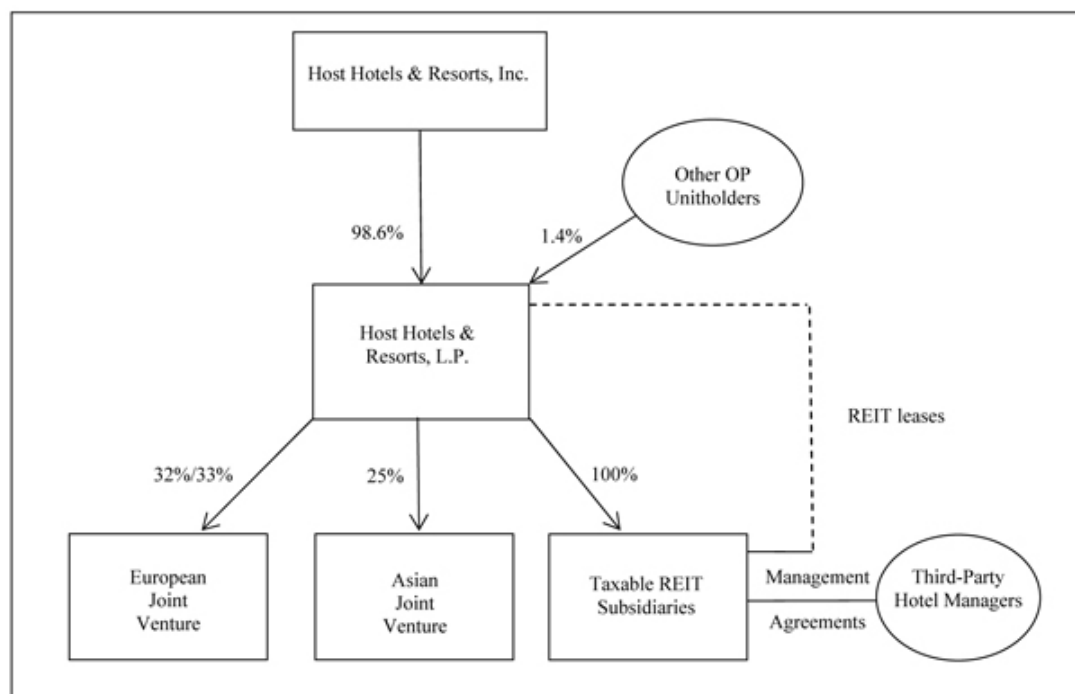 Host Hotels & Resorts, Inc.
Other OP
Unitholders
98.6%
1.4%
Host Hotels &
Resorts, L.P.
REIT leases
32%/33%
25%
100%
European
Joint
Venture
Asian
Joint
Venture
Taxable REIT
Subsidiaries
Management
Agreements
Third-Party
Hotel Managers